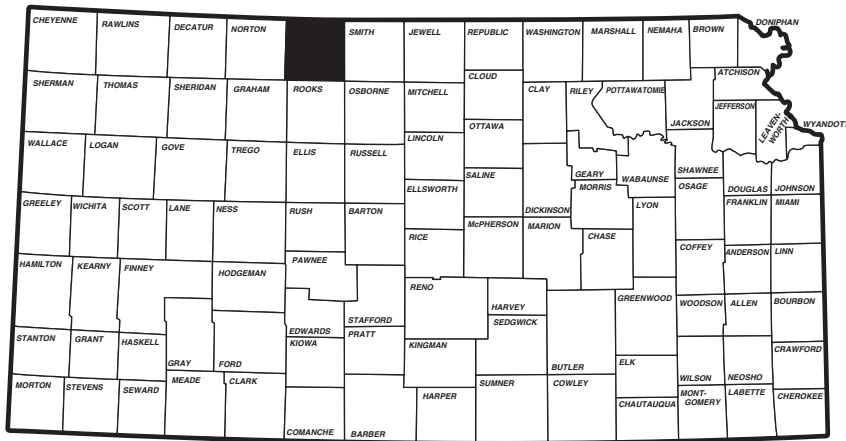 CHEYENNE
RAWLINS
DECATUR
NORTON
SMITH
JEWELL
REPUBLIC
WASHINGTON
MARSHALL
NEMAHA
BROWN
DONIPHAN
CLOUD
ATCHISON
SHERMAN
THOMAS
SHERIDAN
GRAHAM
ROOKS
OSBORNE
MITCHELL
CLAY
RILEY
POTTAWATOMIE
JACKSON
JEFFERSON
LEAVEN-
WORTH
WYANDOTT
OTTAWA
LINCOLN
WALLACE
LOGAN
GOVE
TREGO
ELLIS
RUSSELL
SALINE
GEARY
WABAUNSE
SHAWNEE
ELLSWORTH
MORRIS
OSAGE
DOUGLAS
JOHNSON
GREELEY
WICHITA
SCOTT
LANE
NESS
RUSH
BARTON
DICKINSON
LYON
FRANKLIN
MIAMI
McPHERSON
MARION
RICE
CHASE
COFFEY
ANDERSON
LINN
PAWNEE
HAMILTON
KEARNY
FINNEY
HODGEMAN
RENO
HARVEY
GREENWOOD
WOODSON
ALLEN
BOURBON
STAFFORD
SEDGWICK
EDWARDS
PRATT
STANTON
GRANT
HASKELL
KIOWA
KINGMAN
CRAWFORD
GRAY
FORD
BUTLER
ELK
WILSON
NEOSHO
MORTON
STEVENS
SEWARD
MEADE
CLARK
SUMNER
COWLEY
MONT-
GOMERY
LABETTE
CHEROKEE
HARPER
CHAUTAUQUA
COMANCHE
BARBER